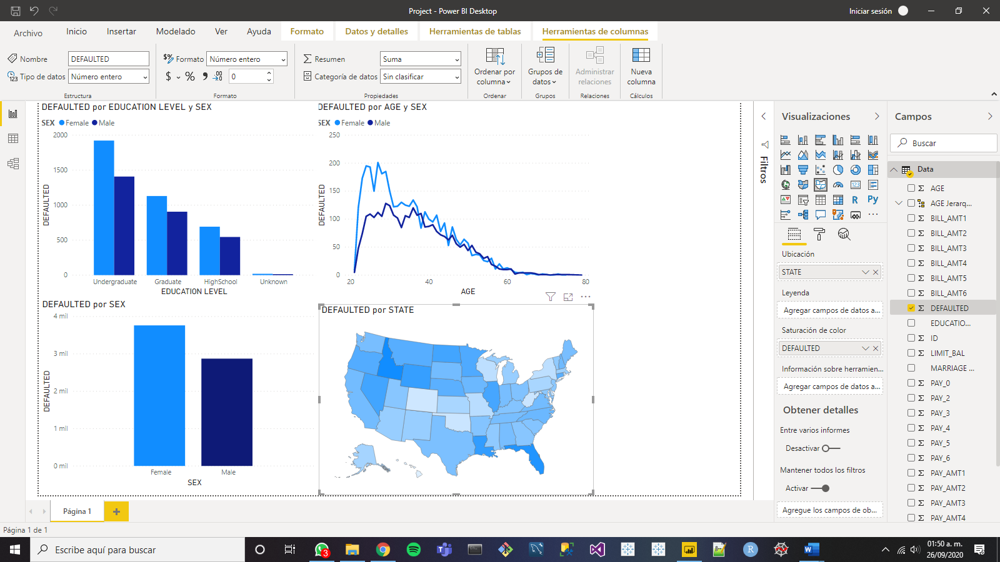 Project - Power BI Desktop
Iniciar sesión
Archivo
Inicio
Insertar
Modelado
Ver
Ayuda
Formato
Datos y detalles
Herramientas de tablas
Herramientas de columnas
Nombre
DEFAULTED
Tipo de datos
Número entero
Estructura
Formato
Número entero
$
%
0
Formato
Resumen
Suma
Categoría de datos
Sin clasificar
Propiedades
Ordenar por
columna
Ordenar
Grupos de
datos
Grupos
Administrar
relaciones
Relaciones
Nueva
columna
Cálculos
DEFAULTED por EDUCATION LEVEL y SEX
SEX Female Male
2000
1500
1000
500
0
DEFAULTED
Undergraduate
Graduate
HighSchool
Unknown
EDUCATION LEVEL
DEFAULTED por AGE y SEX
SEX Female Male
250
200
150
100
50
0
DEFAULTED
20
40
60
80
AGE
DEFAULTED por SEX
4 mil
3 mil
2 mil
1 mil
0 mil
DEFAULTED
Female
Male
SEX
DEFAULTED por STATE
Filtros
Visualizaciones
R
Py
Ubicación
STATE
Leyenda
Agregar campos de datos a...
Saturación de color
DEFAULTED
Información sobre herramien...
Agregar campos de datos a...
Obtener detalles
Entre varios informes
Desactivar
Mantener todos los filtros
Activar
Agregue los campos de ob...
Campos
Buscar
Data
AGE
AGE Jerarq...
BILL_AMT1
BILL_AMT2
BILL_AMT3
BILL_AMT4
BILL_AMT5
BILL_AMT6
DEFAULTED
EDUCATIO...
ID
LIMIT_BAL
MARRIAGE ...
PAY_0
PAY_2
PAY_3
PAY_4
PAY_5
PAY_6
PAY_AMT1
PAY_AMT2
PAY_AMT3
PAY_AMT4
Página 1
Página 1 de 1
Escribe aquí para buscar
3
01:50 a. m.
26/09/2020